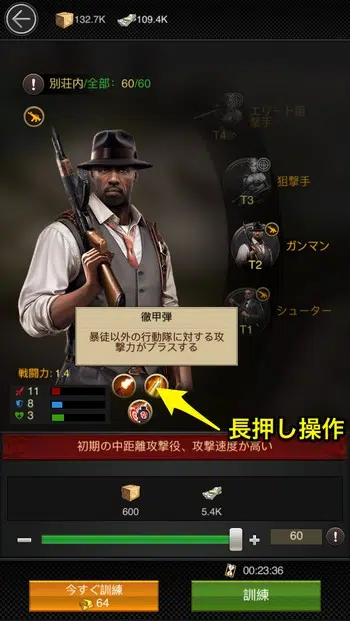 132.7K
109.4K
別荘内/全部: 60/60
エリート狙
撃手
T4
狙撃手
T3
ガンマン
T2
シューター
T1
徹甲弾
暴徒以外の行動隊に対する攻
撃力がプラスする
戦闘力: 1.4
11
8
3
長押し操作
初期の中距離攻撃役、攻撃速度が高い
600
5.4K
60
00:23:36
今すぐ訓練
64
訓練